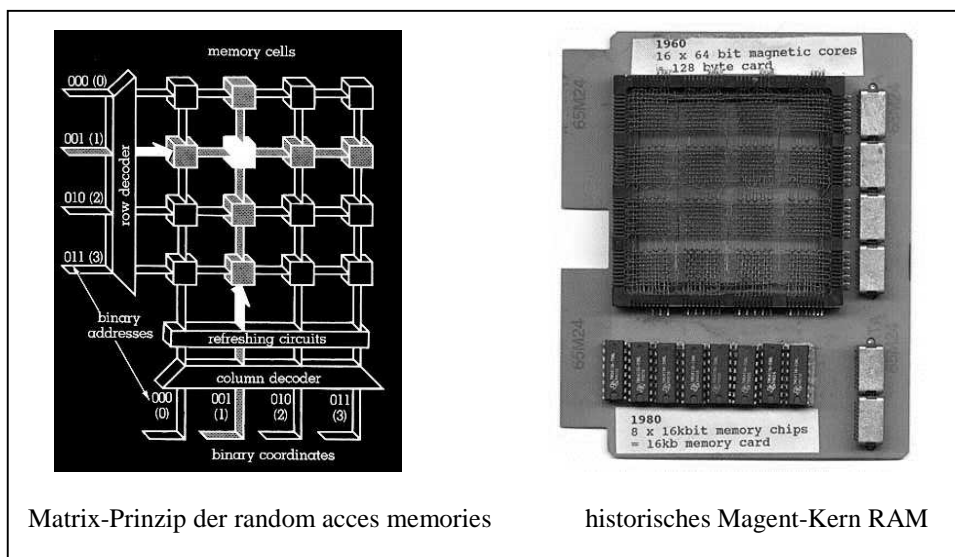 memory cells
000 (0)
001 (1)
010 (2)
011 (3)
row decoder
binary
addresses
refreshing circuits
column decoder
000
(0)
001
(1)
010
(2)
011
(3)
binary coordinates
1960
16 x 64 bit magnetic cores
= 128 byte card
65M24
66M24
1980
8 x 16kbit memory chips
= 16kb memory card
Matrix-Prinzip der random acces memories
historisches Magent-Kern RAM